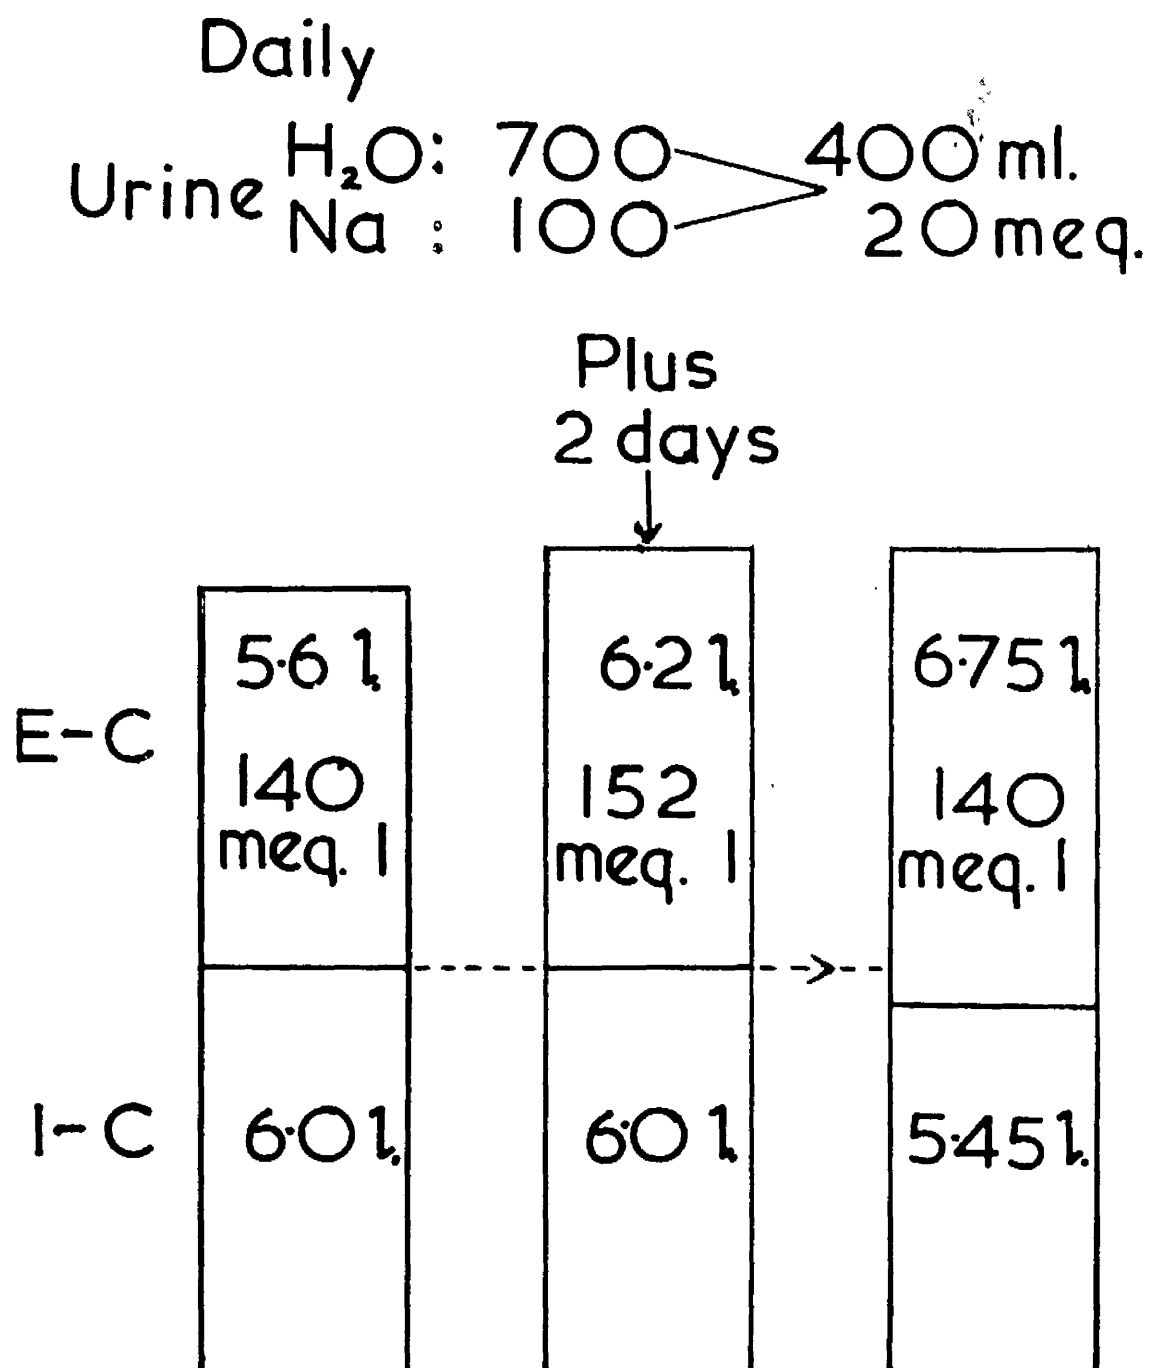 Daily
Urine H₂O: 700 400 ml.
Na : 100 20 meq.
Plus
2 days
E-C
5·6 l.
140
meq. l
6·2 l.
152
meq. l
6·75 l.
140
meq. l
I-C
6·0 l.
6·0 l.
5·45 l.